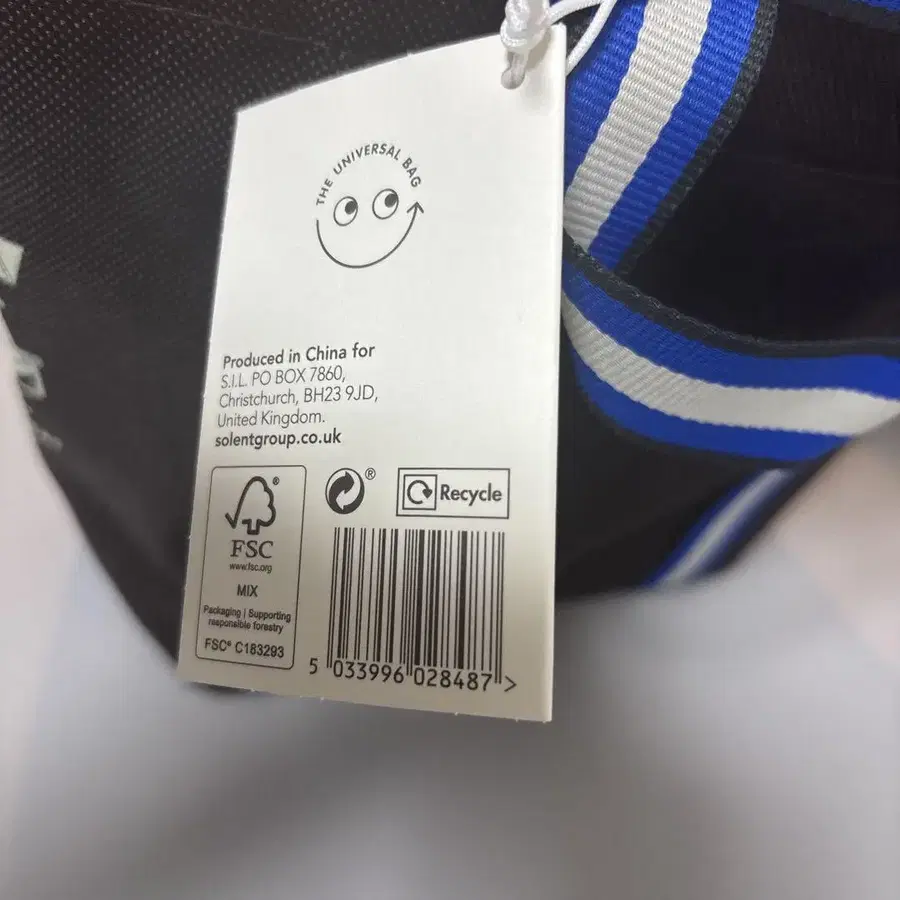 THE UNIVERSAL BAG
Produced in China for
S.I.L. PO BOX 7860,
Christchurch, BH23 9JD,
United Kingdom.
solentgroup.co.uk
®
FSC
www.fsc.org
MIX
Packaging | Supporting
responsible forestry
FSC® C183293
®
Recycle
5 033996 028487 >